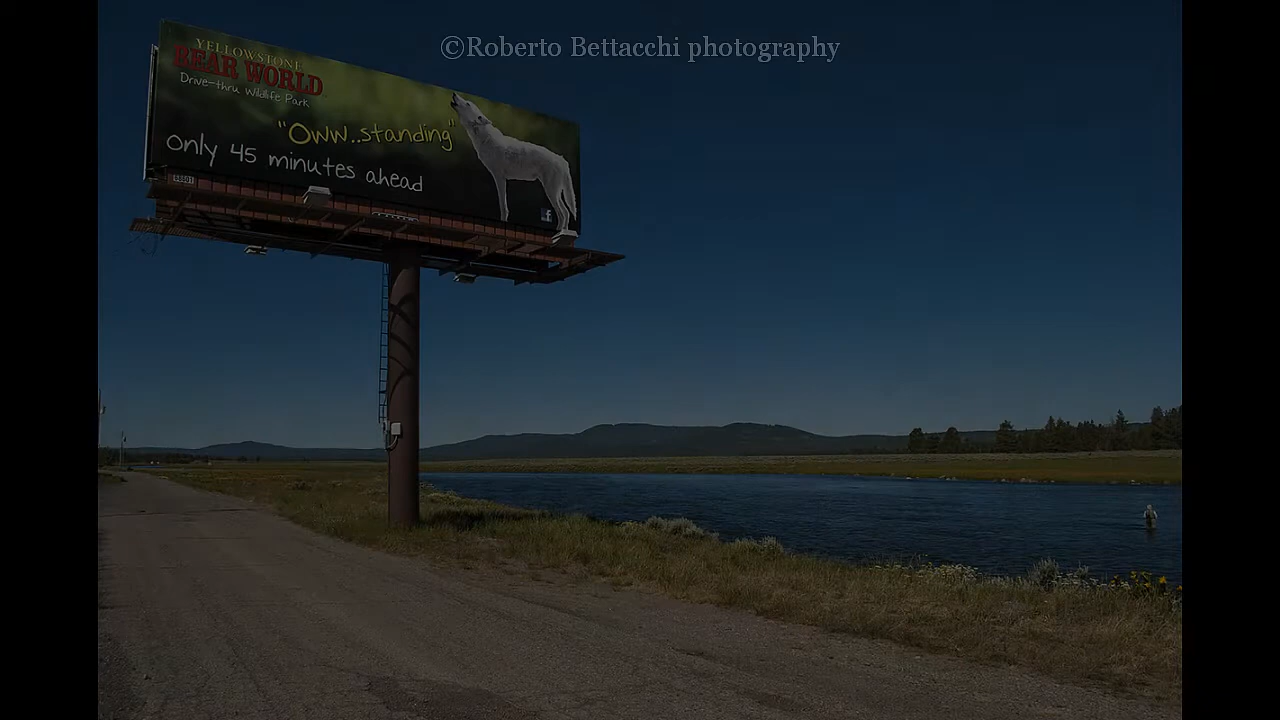 ©Roberto Bettacchi photography
YELLOWSTONE
BEAR WORLD
Drive-thru Wildlife Park
"Oww..standing"
only 45 minutes ahead
f